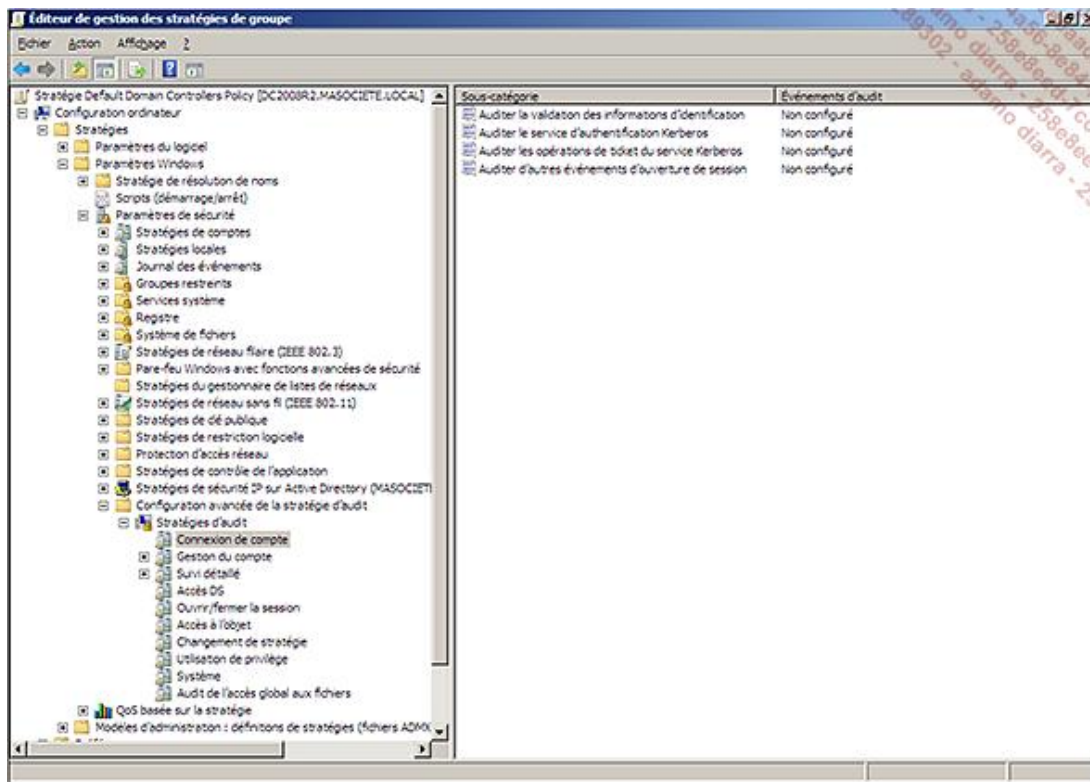 Éditeur de gestion des stratégies de groupe
Fichier Action Affichage ?
Stratégie Default Domain Controllers Policy [DC2008R2.MASOCIETE.LOCAL]
Configuration ordinateur
Stratégies
Paramètres du logiciel
Paramètres Windows
Stratégie de résolution de noms
Scripts (démarrage/arrêt)
Paramètres de sécurité
Stratégies de comptes
Stratégies locales
Journal des événements
Groupes restreints
Services système
Registre
Système de fichiers
Stratégies de réseau filaire (IEEE 802.3)
Pare-feu Windows avec fonctions avancées de sécurité
Stratégies du gestionnaire de listes de réseaux
Stratégies de réseau sans fil (IEEE 802.11)
Stratégies de clé publique
Stratégies de restriction logicielle
Protection d'accès réseau
Stratégies de contrôle de l'application
Stratégies de sécurité IP sur Active Directory (MASOCIETE
Configuration avancée de la stratégie d'audit
Stratégies d'audit
Connexion de compte
Gestion du compte
Suivi détaillé
Accès DS
Ouvrir/fermer la session
Accès à l'objet
Changement de stratégie
Utilisation de privilège
Système
Audit de l'accès global aux fichiers
QoS basée sur la stratégie
Modèles d'administration : définitions de stratégies (fichiers ADMX
Sous-catégorie Événements d'audit
Auditer la validation des informations d'identification Non configuré
Auditer le service d'authentification Kerberos Non configuré
Auditer les opérations de ticket du service Kerberos Non configuré
Auditer d'autres événements d'ouverture de session Non configuré
adamo diarra